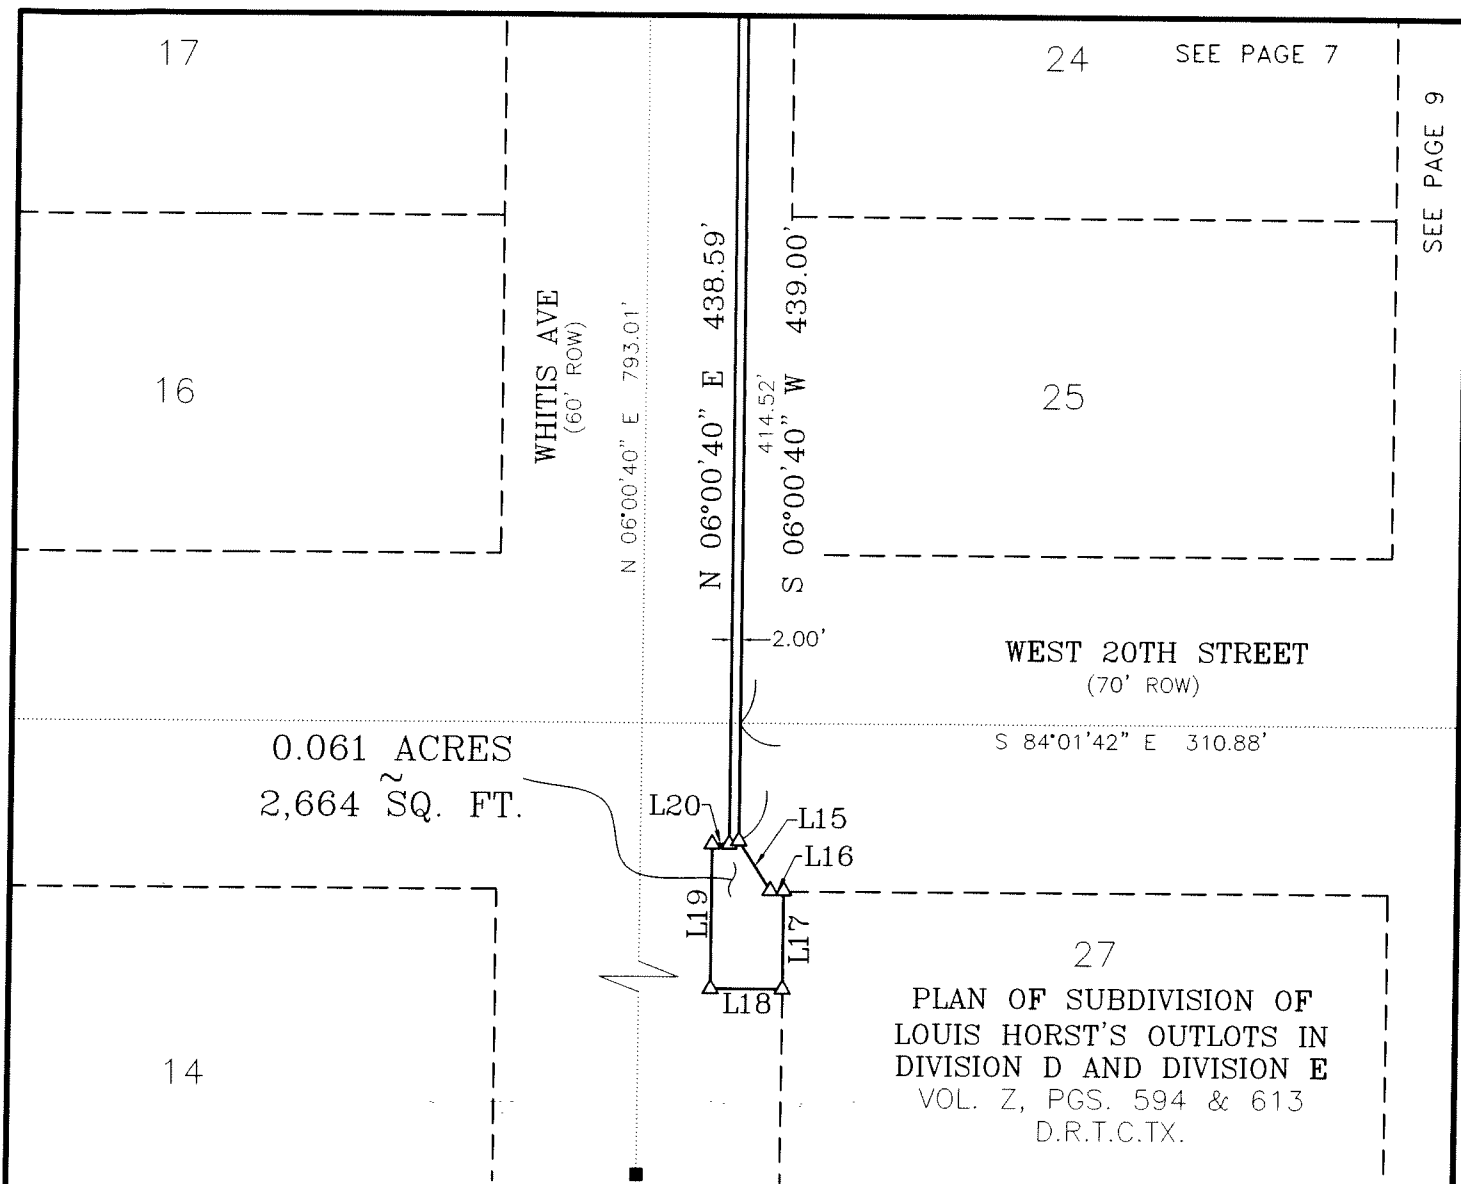 17
24
SEE PAGE 7
SEE PAGE 9
16
WHITIS AVE
(60' ROW)
N 06°00'40" E 793.01'
N 06°00'40" E 438.59'
414.52'
S 06°00'40" W 439.00'
25
2.00'
WEST 20TH STREET
(70' ROW)
S 84°01'42" E 310.88'
0.061 ACRES
~
2,664 SQ. FT.
L20
L15
L16
L19
L17
L18
14
27
PLAN OF SUBDIVISION OF
LOUIS HORST'S OUTLOTS IN
DIVISION D AND DIVISION E
VOL. Z, PGS. 594 & 613
D.R.T.C.TX.